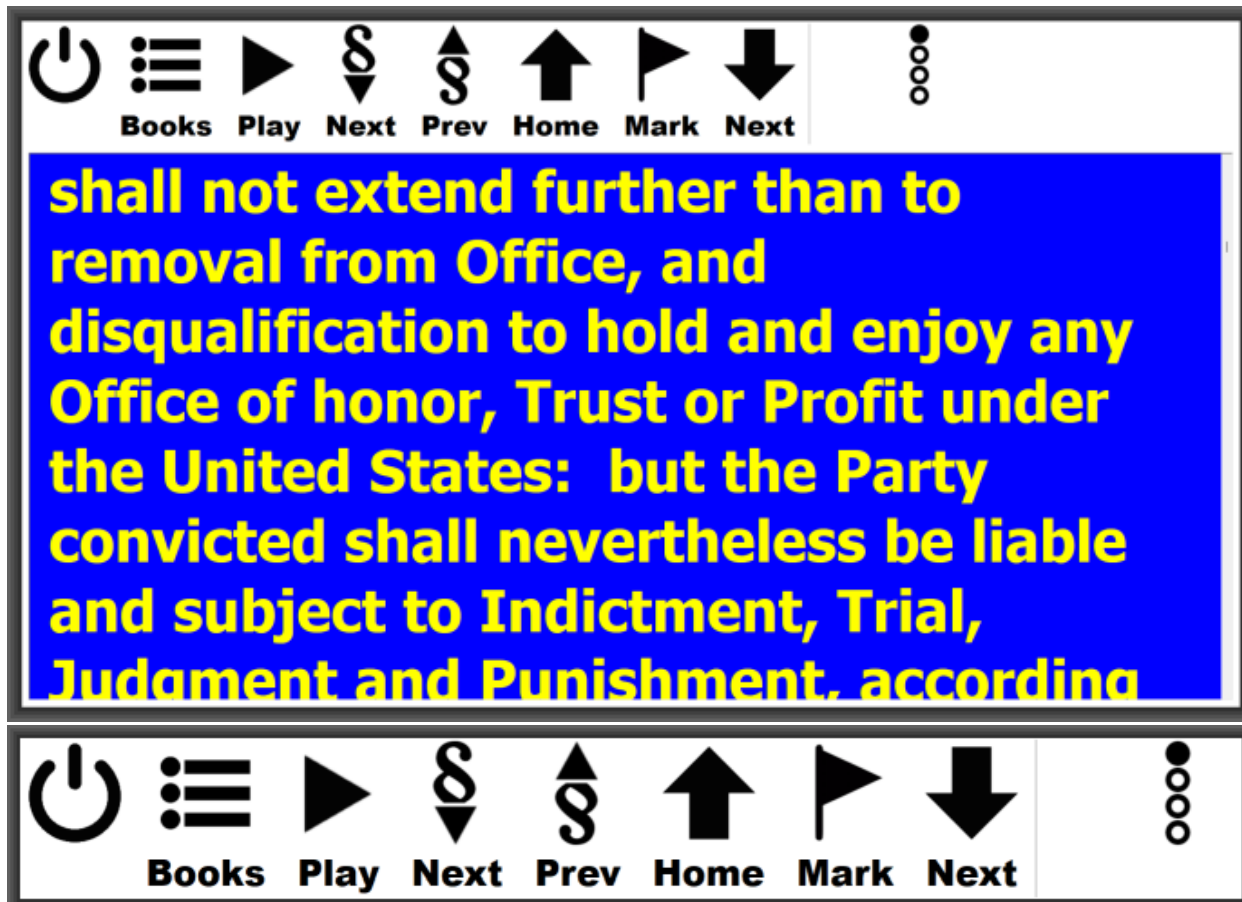 Books Play Next Prev Home Mark Next
shall not extend further than to
removal from Office, and
disqualification to hold and enjoy any
Office of honor, Trust or Profit under
the United States:  but the Party
convicted shall nevertheless be liable
and subject to Indictment, Trial,
Judgment and Punishment, according
Books Play Next Prev Home Mark Next